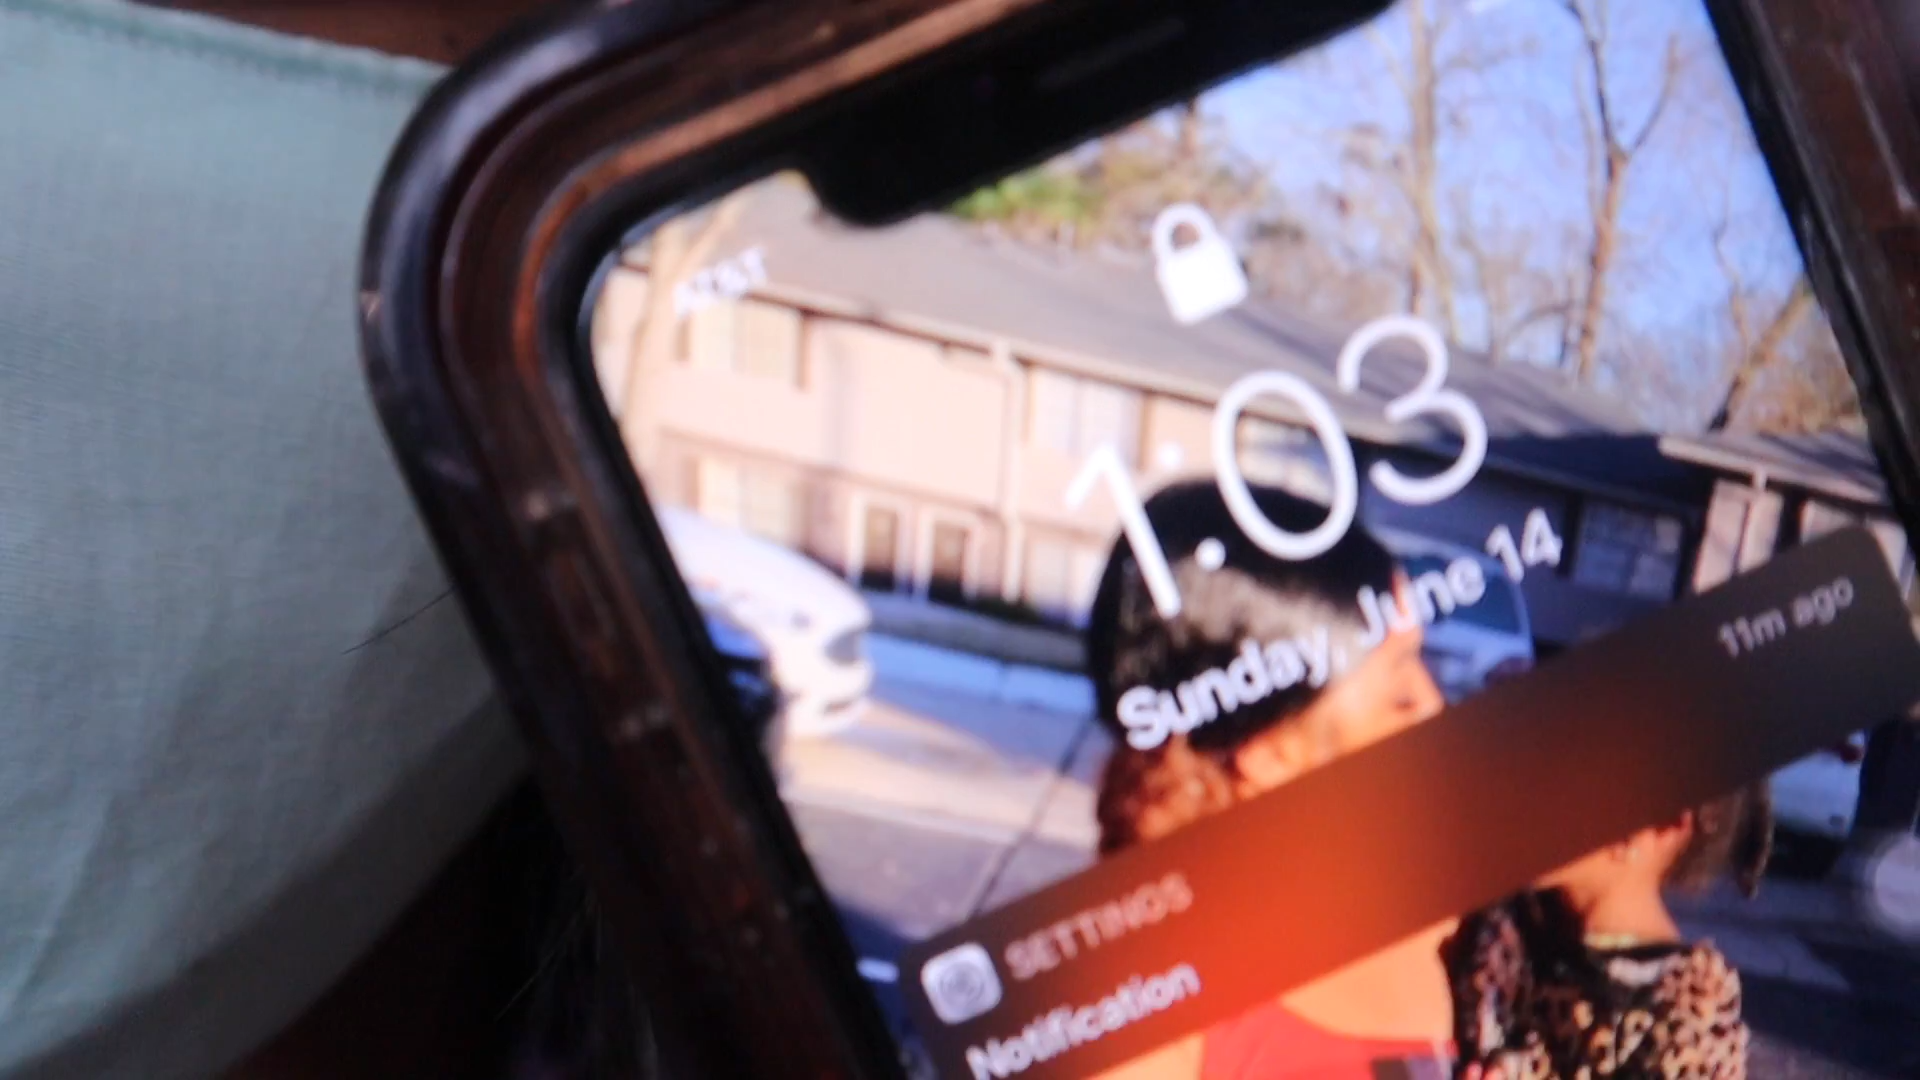 AT&T
1:03
Sunday, June 14
SETTINGS
11m ago
Notification